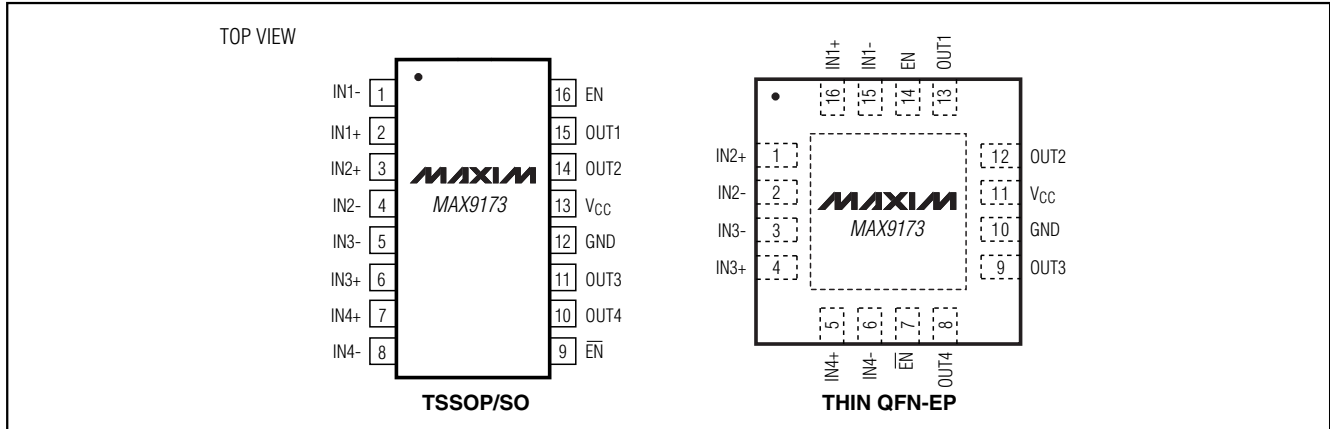 TOP VIEW
IN1- 1
IN1+ 2
IN2+ 3
IN2- 4
IN3- 5
IN3+ 6
IN4+ 7
IN4- 8
MAXIM
MAX9173
16 EN
15 OUT1
14 OUT2
13 VCC
12 GND
11 OUT3
10 OUT4
9 E̅N̅
TSSOP/SO
IN1+ IN1- EN OUT1
16 15 14 13
IN2+ 1
IN2- 2
IN3- 3
IN3+ 4
MAXIM
MAX9173
12 OUT2
11 VCC
10 GND
9 OUT3
5 6 7 8
IN4+ IN4- E̅N̅ OUT4
THIN QFN-EP